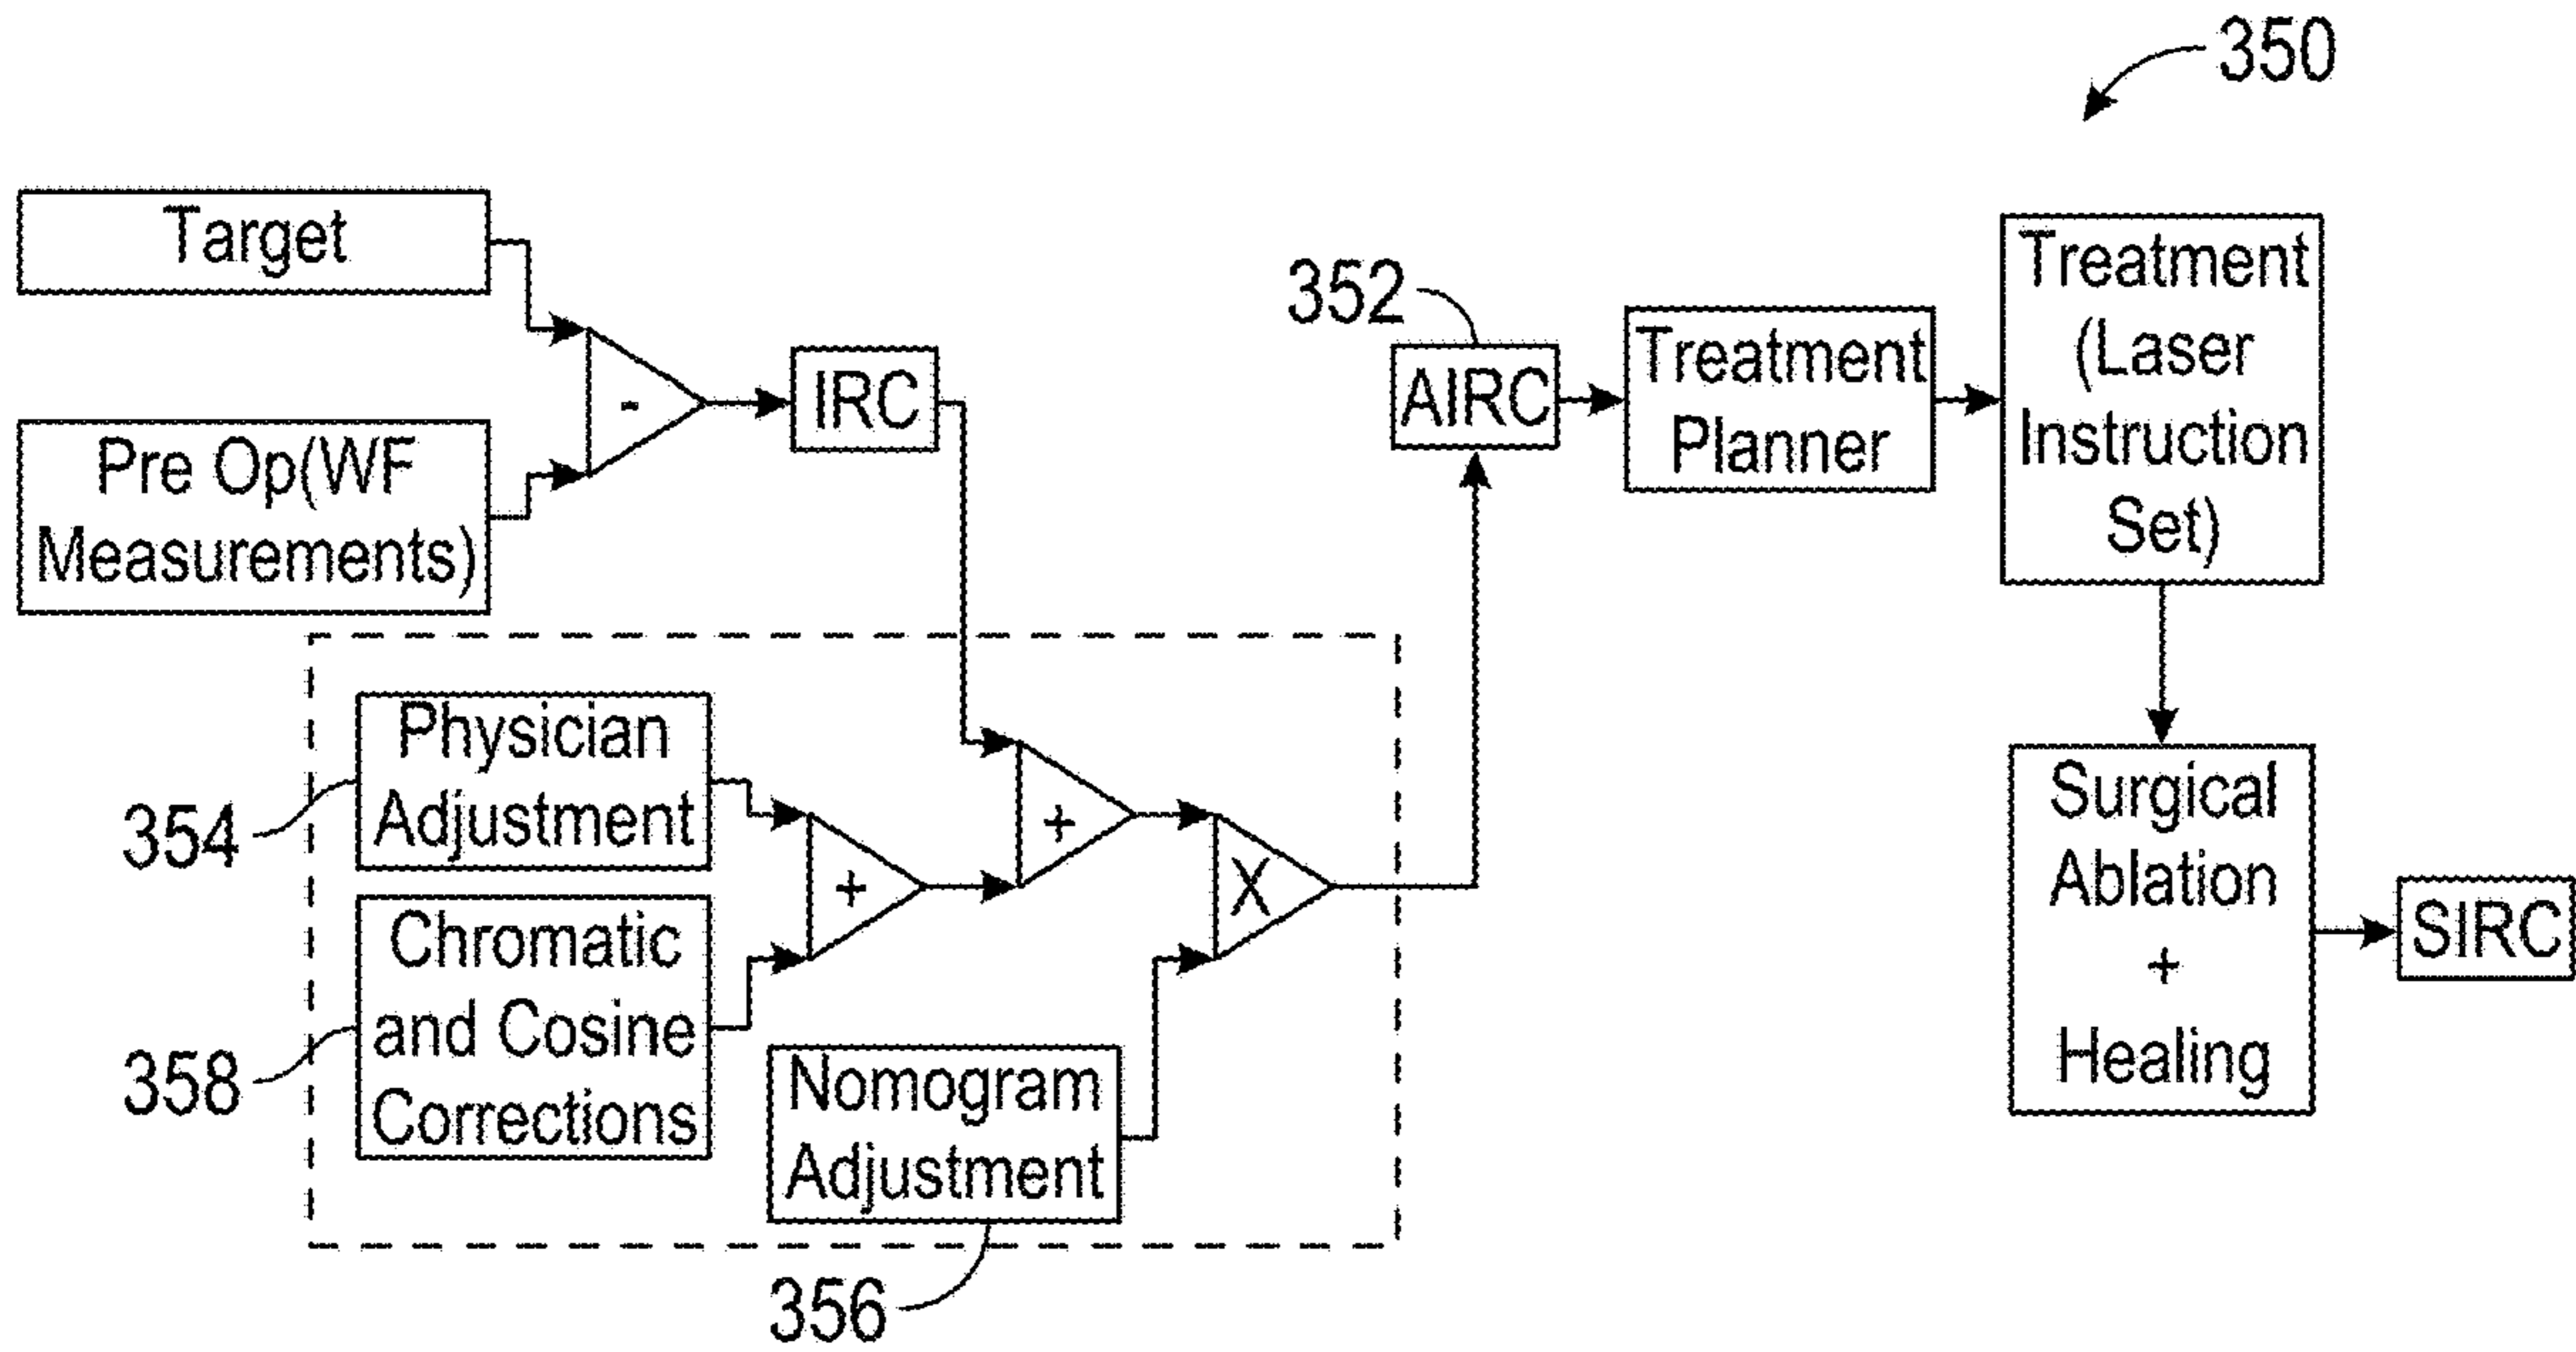 350
Target
Pre Op(WF
Measurements)
-
IRC
352
AIRC
Treatment
Planner
Treatment
(Laser
Instruction
Set)
354
Physician
Adjustment
358
Chromatic
and Cosine
Corrections
+
+
X
Nomogram
Adjustment
356
Surgical
Ablation
+
Healing
SIRC